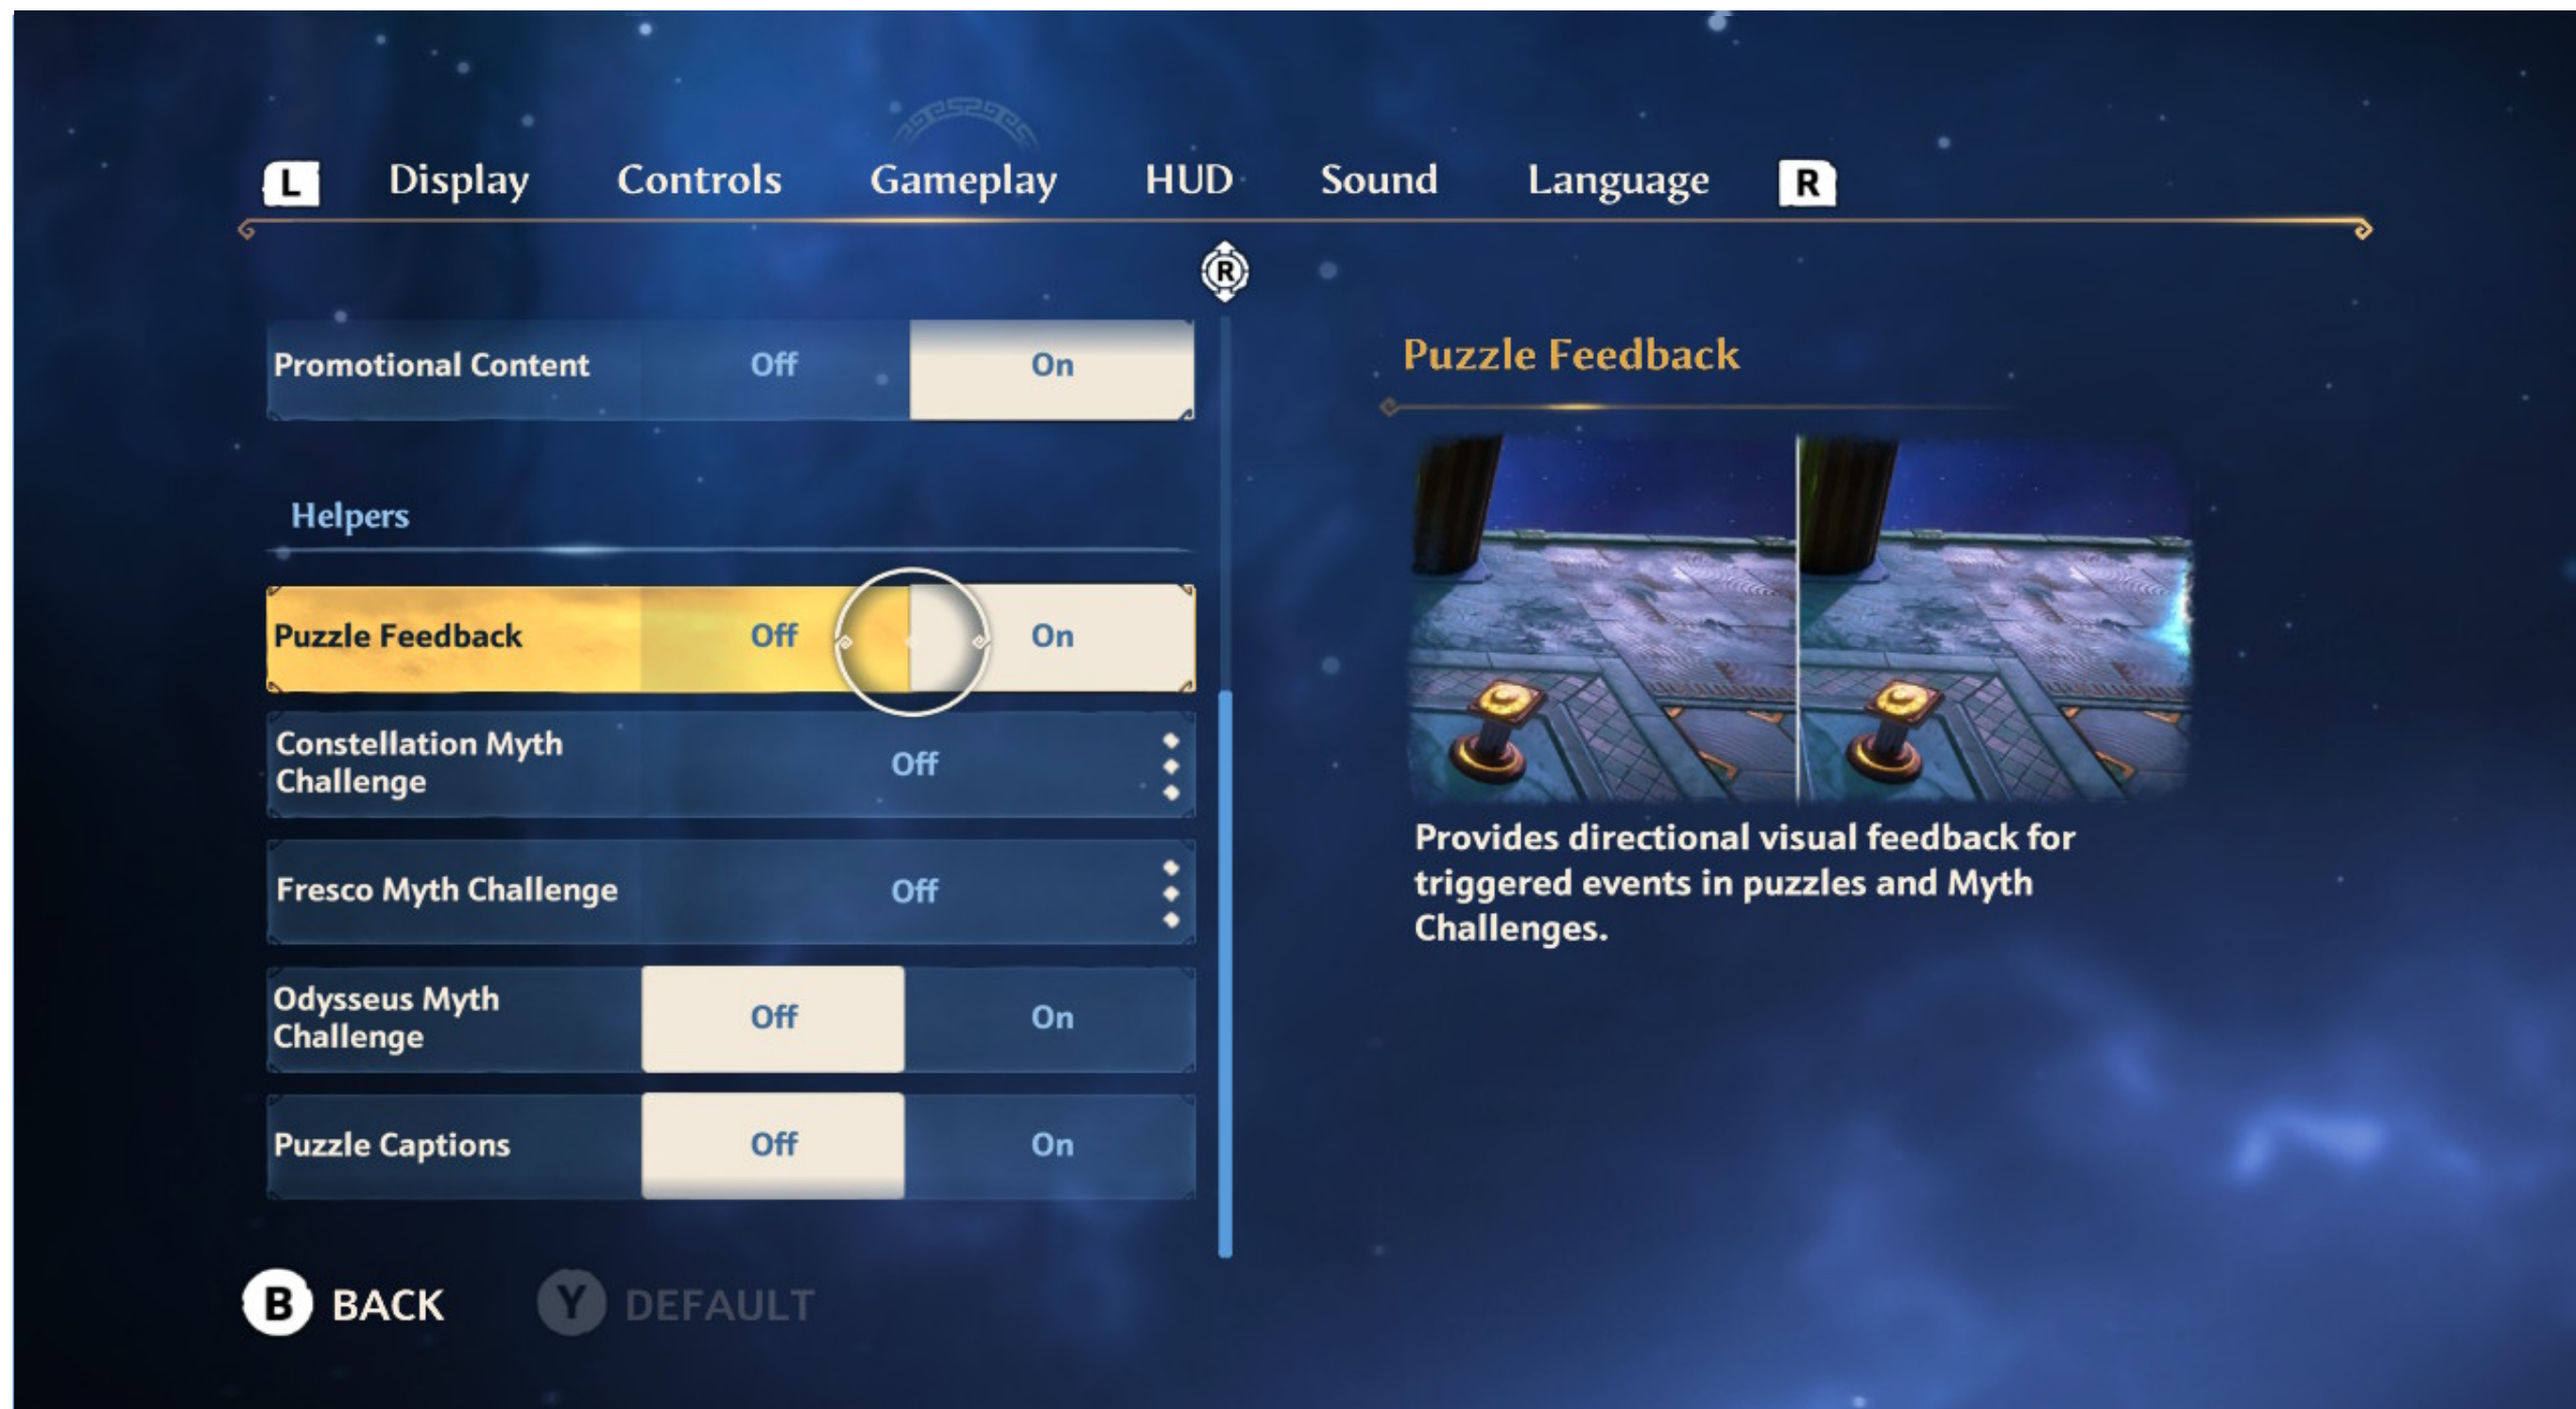 L Display Controls Gameplay HUD Sound Language R
R
Promotional Content Off On
Helpers
Puzzle Feedback Off On
Constellation Myth
Challenge
Off
Fresco Myth Challenge Off
Odysseus Myth
Challenge
Off On
Puzzle Captions Off On
Puzzle Feedback
Provides directional visual feedback for
triggered events in puzzles and Myth
Challenges.
B BACK Y DEFAULT